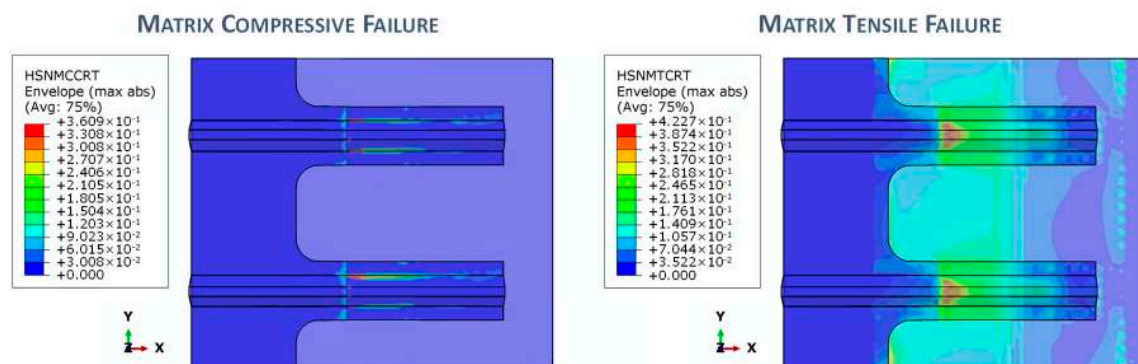 MATRIX COMPRESSIVE FAILURE
HSNMCCRT
Envelope (max abs)
(Avg: 75%)
+3.609×10⁻¹
+3.308×10⁻¹
+3.008×10⁻¹
+2.707×10⁻¹
+2.406×10⁻¹
+2.105×10⁻¹
+1.805×10⁻¹
+1.504×10⁻¹
+1.203×10⁻¹
+9.023×10⁻²
+6.015×10⁻²
+3.008×10⁻²
+0.000
Y
Z X
MATRIX TENSILE FAILURE
HSNMTCRT
Envelope (max abs)
(Avg: 75%)
+4.227×10⁻¹
+3.874×10⁻¹
+3.522×10⁻¹
+3.170×10⁻¹
+2.818×10⁻¹
+2.465×10⁻¹
+2.113×10⁻¹
+1.761×10⁻¹
+1.409×10⁻¹
+1.057×10⁻¹
+7.044×10⁻²
+3.522×10⁻²
+0.000
Y
Z X